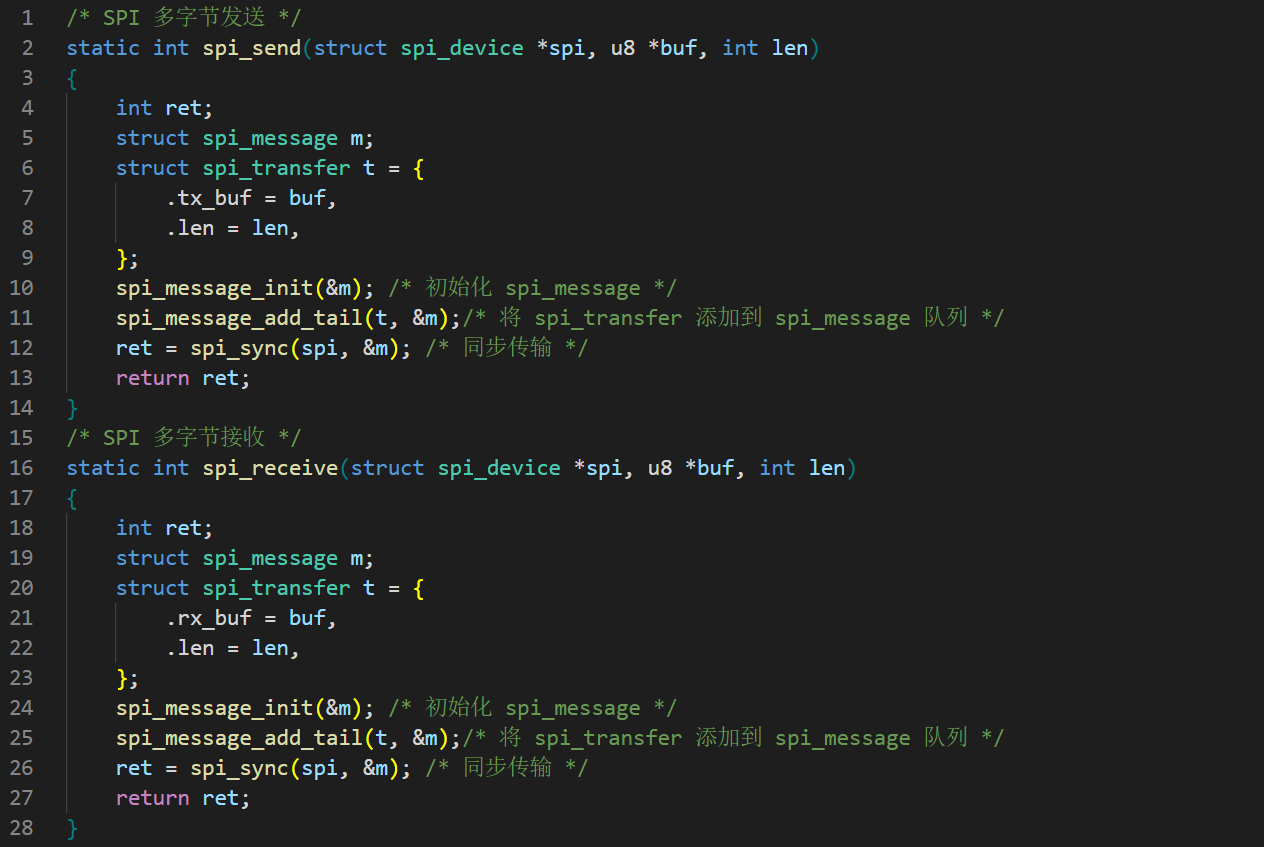 1 /* SPI 多字节发送 */
2 static int spi_send(struct spi_device *spi, u8 *buf, int len)
3 {
4     int ret;
5     struct spi_message m;
6     struct spi_transfer t = {
7         .tx_buf = buf,
8         .len = len,
9     };
10     spi_message_init(&m); /* 初始化 spi_message */
11     spi_message_add_tail(t, &m);/* 将 spi_transfer 添加到 spi_message 队列 */
12     ret = spi_sync(spi, &m); /* 同步传输 */
13     return ret;
14 }
15 /* SPI 多字节接收 */
16 static int spi_receive(struct spi_device *spi, u8 *buf, int len)
17 {
18     int ret;
19     struct spi_message m;
20     struct spi_transfer t = {
21         .rx_buf = buf,
22         .len = len,
23     };
24     spi_message_init(&m); /* 初始化 spi_message */
25     spi_message_add_tail(t, &m);/* 将 spi_transfer 添加到 spi_message 队列 */
26     ret = spi_sync(spi, &m); /* 同步传输 */
27     return ret;
28 }